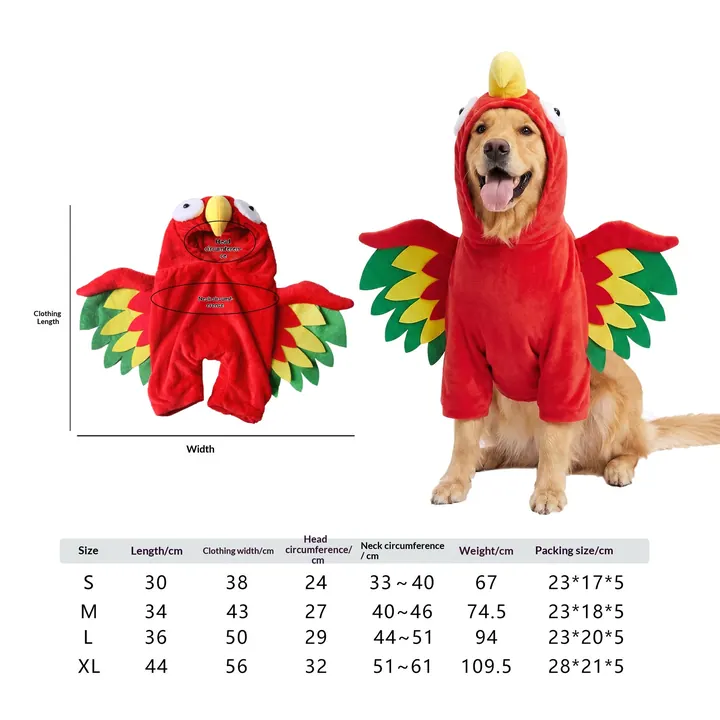 Clothing
Length
Head
circumferen-
ce
Width
Size Length/cm Clothing width/cm Head circumference/ cm Neck circumference / cm Weight/cm Packing size/cm
S 30 38 24 33~40 67 23*17*5
M 34 43 27 40~46 74.5 23*18*5
L 36 50 29 44~51 94 23*20*5
XL 44 56 32 51~61 109.5 28*21*5